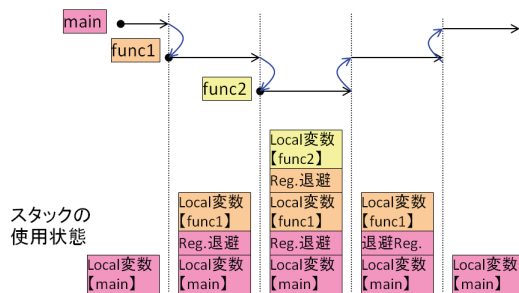 main
func1
func2
Local変数
【func2】
Reg.退避
Local変数
【func1】
Local変数
【func1】
Local変数
【func1】
スタックの
使用状態
Reg.退避
Reg.退避
退避Reg.
Local変数
【main】
Local変数
【main】
Local変数
【main】
Local変数
【main】
Local変数
【main】